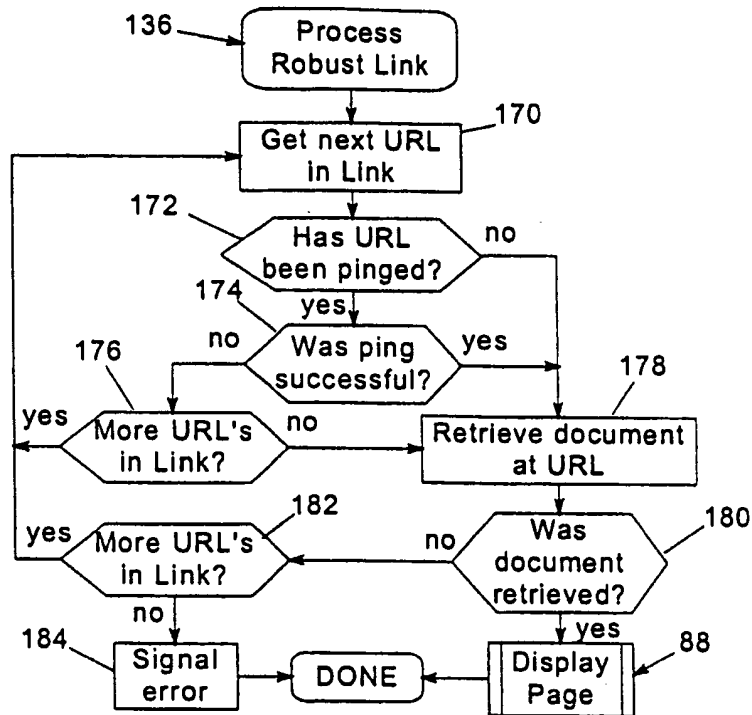 136
Process
Robust Link
170
Get next URL
in Link
172
Has URL
been pinged?
no
yes
174
Was ping
successful?
no
yes
176
178
yes
More URL's
in Link?
no
Retrieve document
at URL
182
180
yes
More URL's
in Link?
no
Was
document
retrieved?
no
yes
184
Signal
error
DONE
Display
Page
88